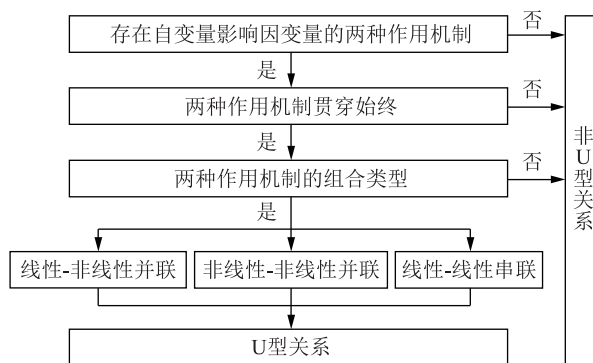 存在自变量影响因变量的两种作用机制
否
是
两种作用机制贯穿始终
否
是
两种作用机制的组合类型
否
是
线性-非线性并联
非线性-非线性并联
线性-线性串联
U型关系
非U型关系